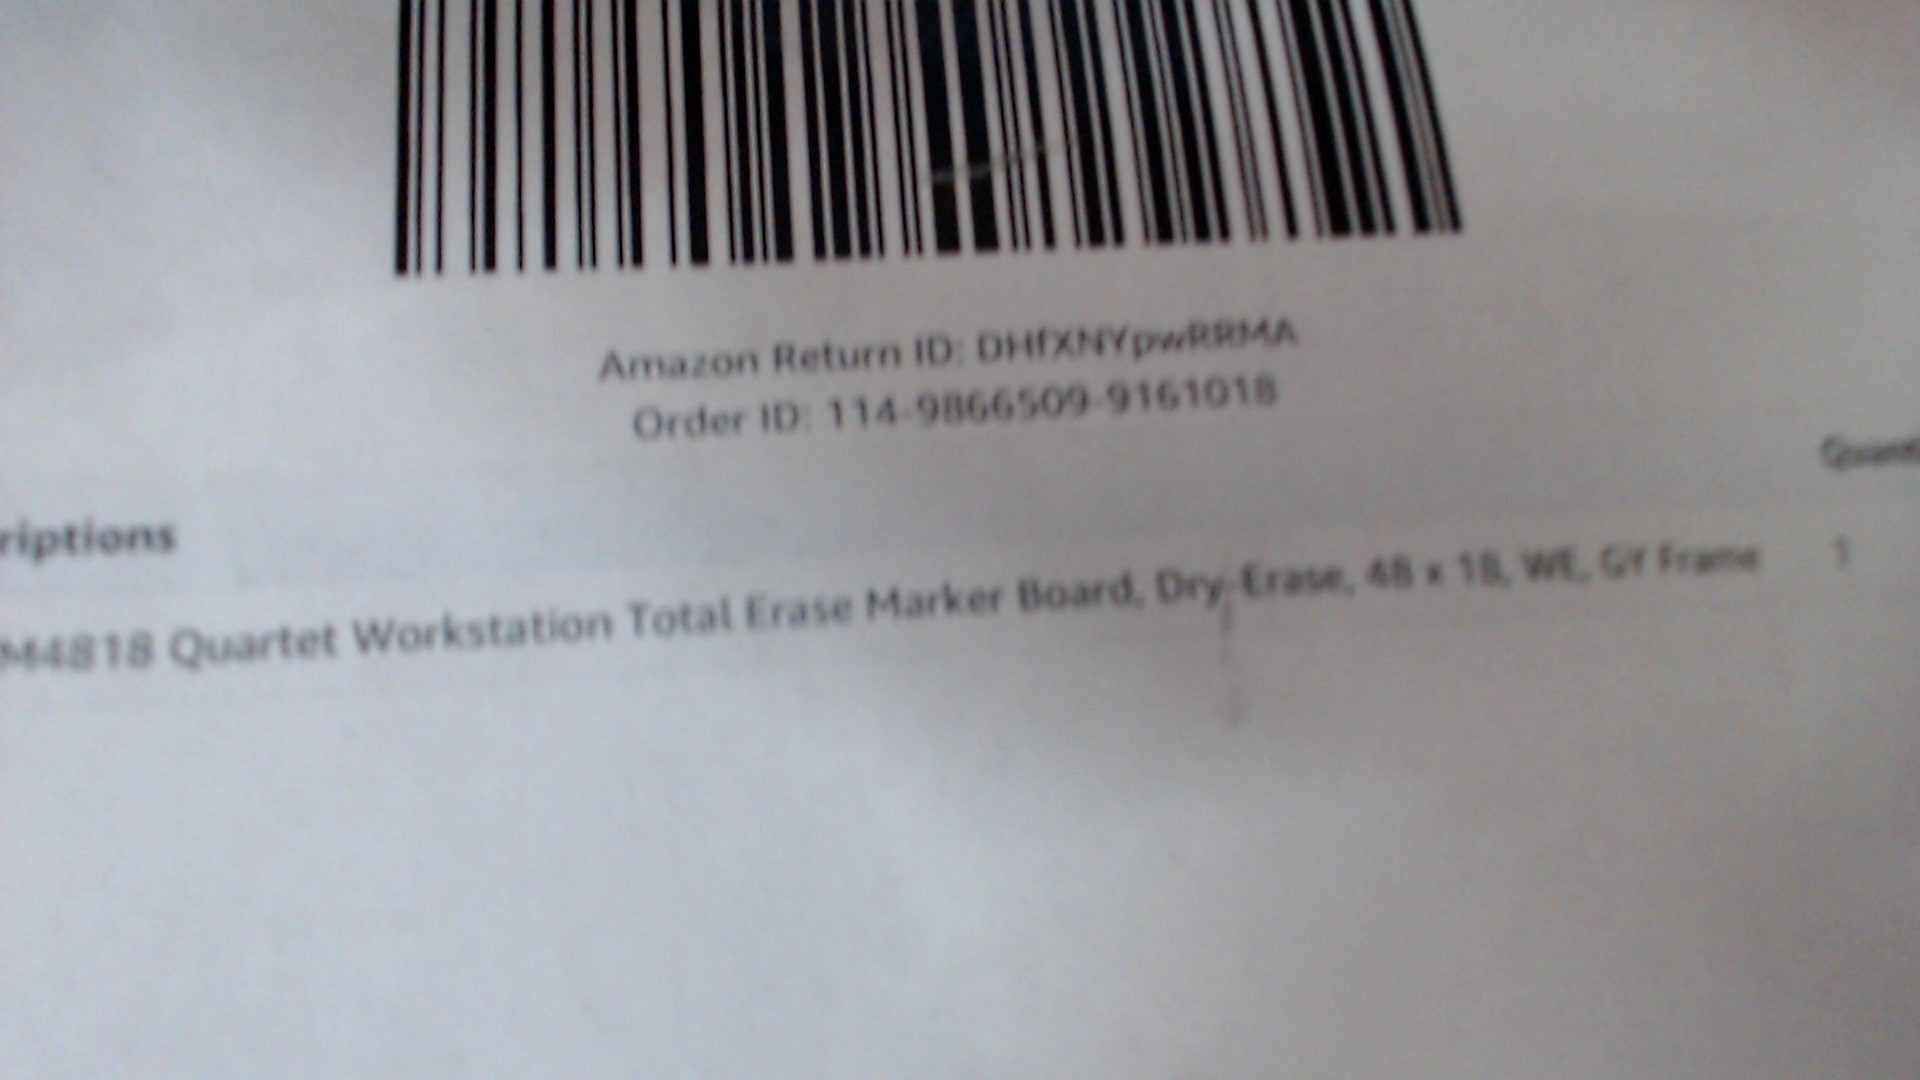 Amazon Return ID: DHfXNYpwRRMA
Order ID: 114-9866509-9161018
Quanti
riptions
M4818 Quartet Workstation Total Erase Marker Board, Dry-Erase, 48 x 18, WE, GY Frame 1